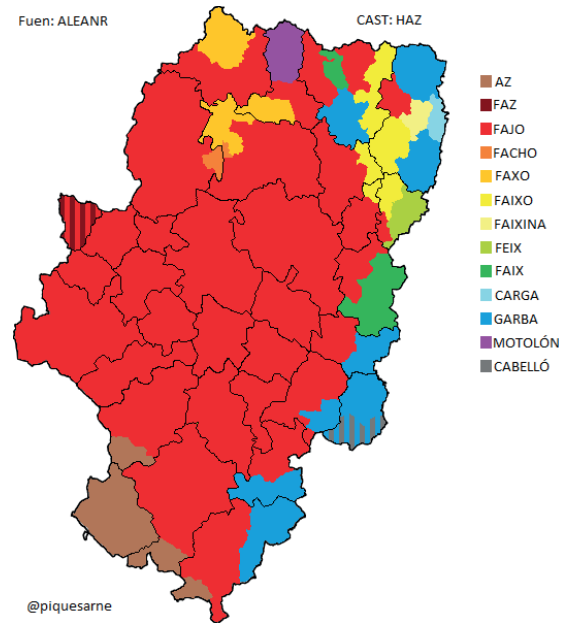 Fuen: ALEANR
CAST: HAZ
AZ
FAZ
FAJO
FACHO
FAXO
FAIXO
FAIXINA
FEIX
FAIX
CARGA
GARBA
MOTOLÓN
CABELLÓ
@piquesarne